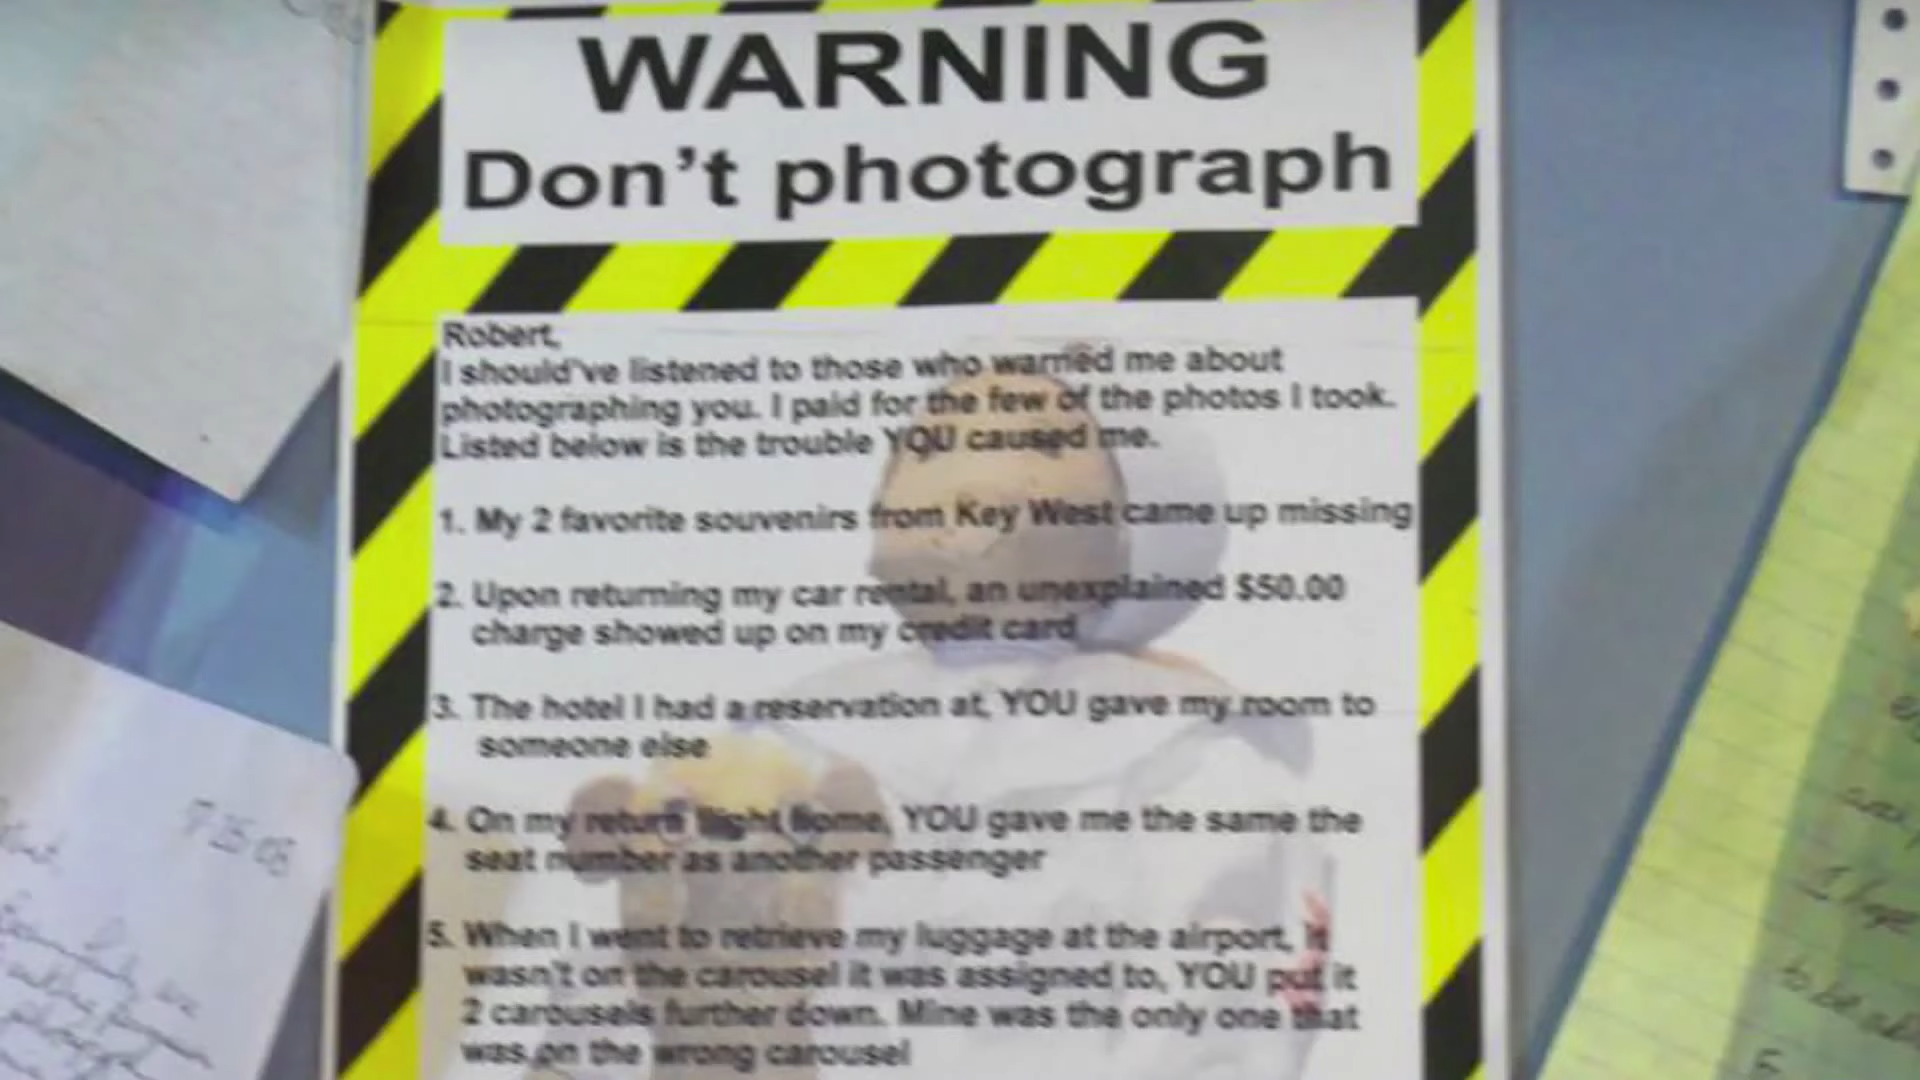 WARNING
Don't photograph
Robert,
I should've listened to those who warned me about
photographing you. I paid for the few of the photos I took.
Listed below is the trouble YOU caused me.
1. My 2 favorite souvenirs from Key West came up missing
2. Upon returning my car rental, an unexplained $50.00
charge showed up on my credit card
3. The hotel I had a reservation at, YOU gave my room to
someone else
4. On my return flight home, YOU gave me the same the
seat number as another passenger
5. When I went to retrieve my luggage at the airport, it
wasn't on the carousel it was assigned to, YOU put it
2 carousels further down. Mine was the only one that
was on the wrong carousel
7 25 08
I hope
to be